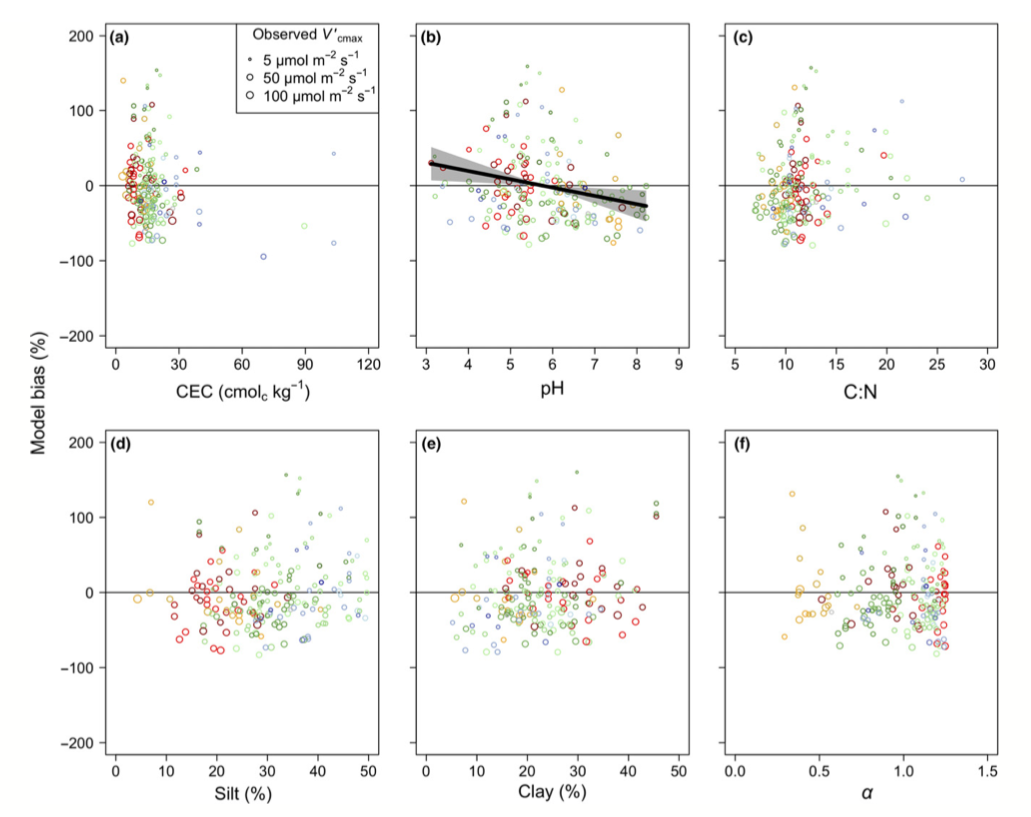 Model bias (%)
(a)
Observed V'cmax
5 μmol m−2 s−1
50 μmol m−2 s−1
100 μmol m−2 s−1
200
100
0
−100
−200
0 30 60 90 120
CEC (cmolc kg−1)
(b)
3 4 5 6 7 8 9
pH
(c)
5 10 15 20 25 30
C:N
(d)
200
100
0
−100
−200
0 10 20 30 40 50
Silt (%)
(e)
0 10 20 30 40 50
Clay (%)
(f)
0.0 0.5 1.0 1.5
α